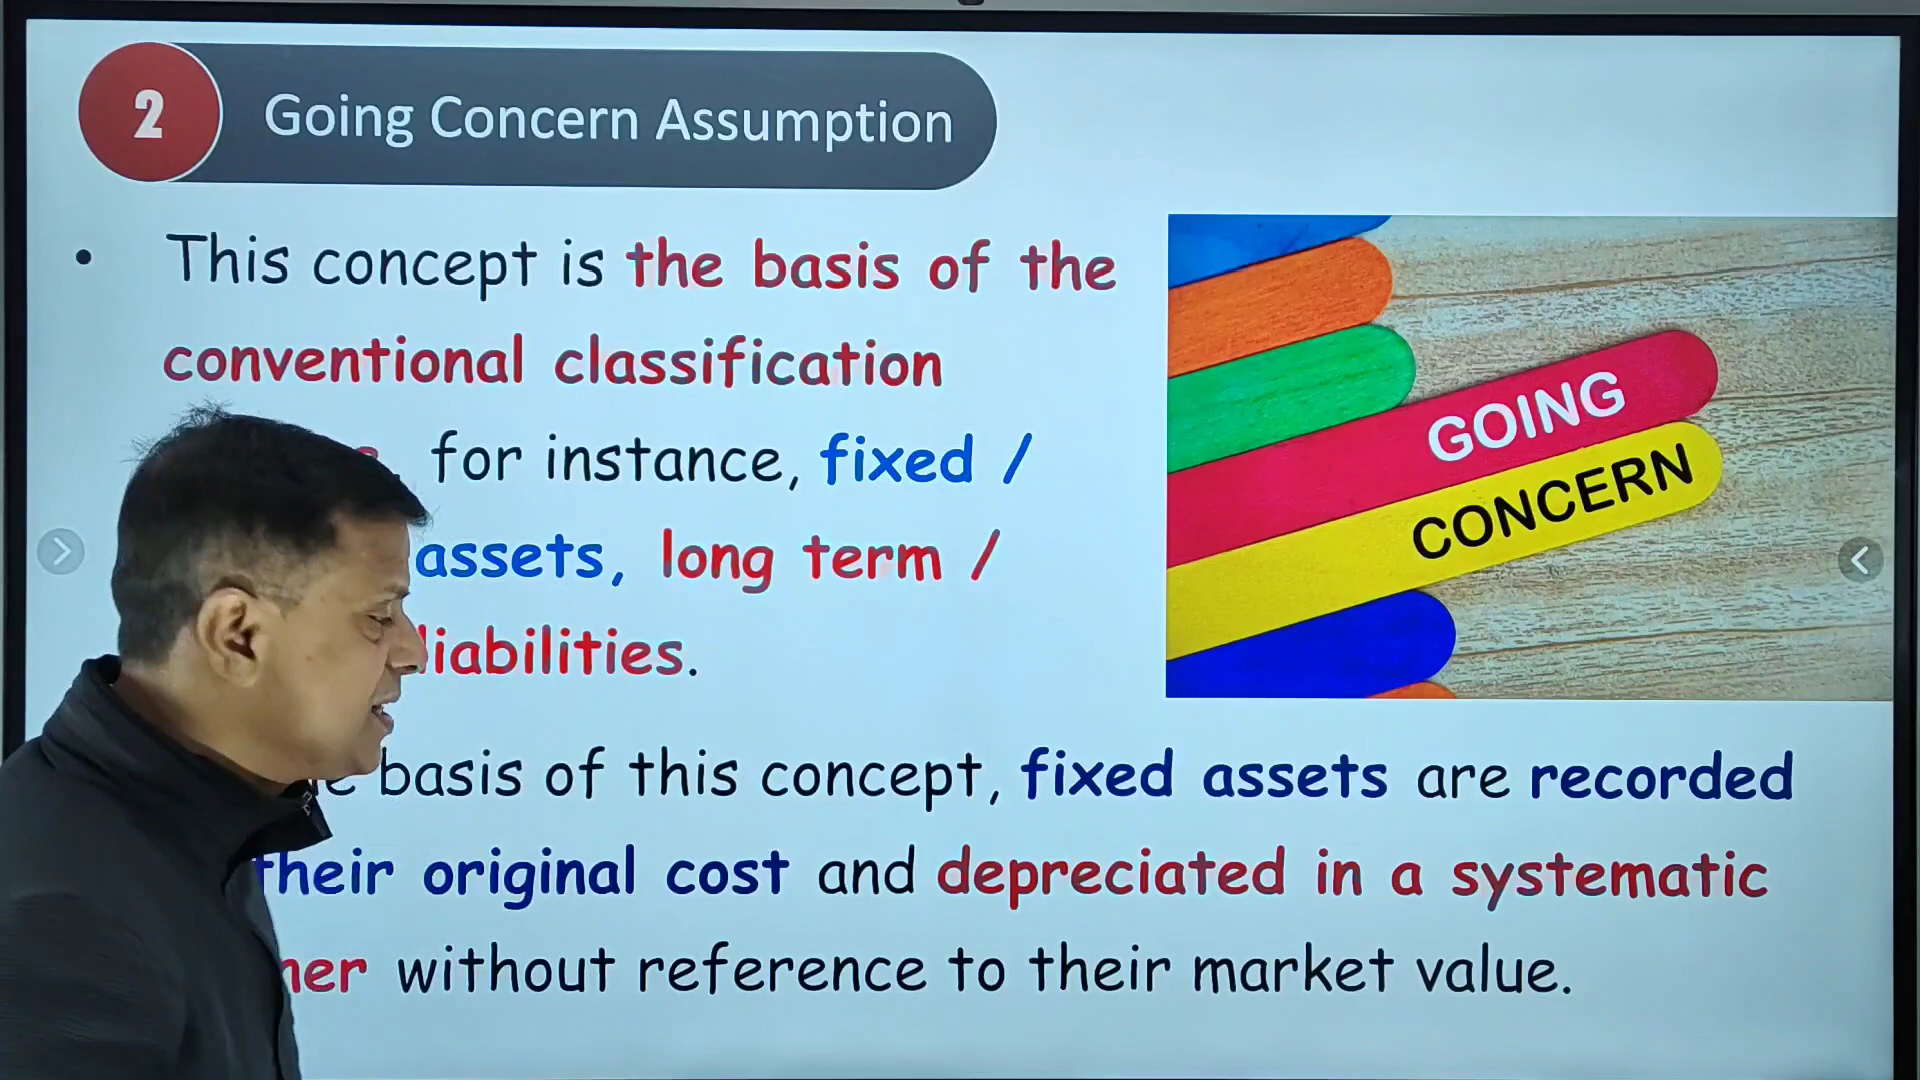 2
Going Concern Assumption
• This concept is the basis of the
conventional classification
for instance, fixed /
assets, long term /
liabilities.
basis of this concept, fixed assets are recorded
their original cost and depreciated in a systematic
without reference to their market value.
GOING
CONCERN